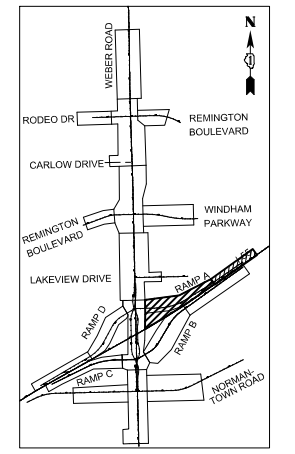 N
1
WEBER ROAD
RODEO DR
REMINGTON
BOULEVARD
CARLOW DRIVE
WINDHAM
PARKWAY
REMINGTON
BOULEVARD
LAKEVIEW DRIVE
RAMP A
RAMP D
RAMP B
RAMP C
NORMAN-
TOWN ROAD